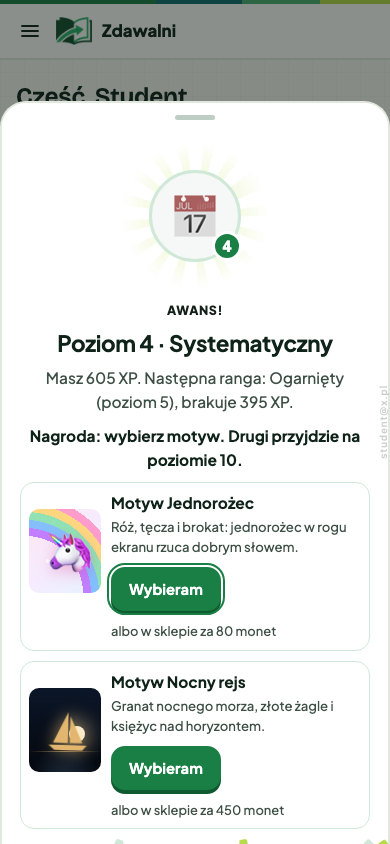 Zdawalni
Cześć, Student
JUL
17
4
AWANS!
Poziom 4 · Systematyczny
Masz 605 XP. Następna ranga: Ogarnięty
(poziom 5), brakuje 395 XP.
Nagroda: wybierz motyw. Drugi przyjdzie na
poziomie 10.
Motyw Jednorożec
Róż, tęcza i brokat: jednorożec w rogu
ekranu rzuca dobrym słowem.
Wybieram
albo w sklepie za 80 monet
Motyw Nocny rejs
Granat nocnego morza, złote żagle i
księżyc nad horyzontem.
Wybieram
albo w sklepie za 450 monet
student@x.pl